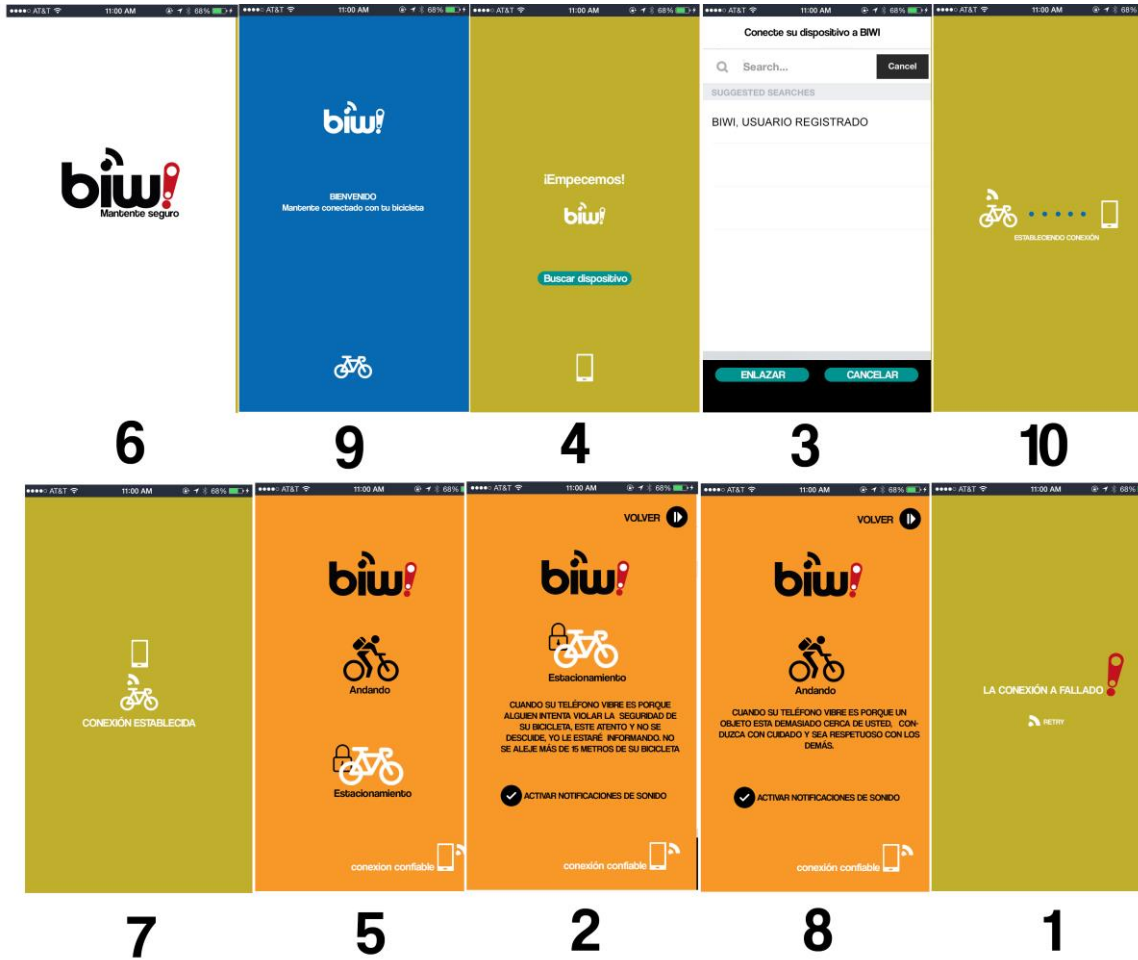 AT&T 11:00 AM 68%
biw!
Mantente seguro
6
AT&T 11:00 AM 68%
biw!
BIENVENIDO
Mantente conectado con tu bicicleta
9
AT&T 11:00 AM 68%
¡Empecemos!
biw!
Buscar dispositivo
4
AT&T 11:00 AM 68%
Conecte su dispositivo a BIWI
Search... Cancel
SUGGESTED SEARCHES
BIWI, USUARIO REGISTRADO
ENLAZAR CANCELAR
3
AT&T 11:00 AM 68%
ESTABLECIENDO CONEXIÓN
10
AT&T 11:00 AM 68%
CONEXIÓN ESTABLECIDA
7
AT&T 11:00 AM 68%
biw!
Andando
Estacionamiento
conexion confiable
5
AT&T 11:00 AM 68%
VOLVER
biw!
Estacionamiento
CUANDO SU TELÉFONO VIBRE ES PORQUE
ALGUIEN INTENTA VIOLAR LA SEGURIDAD DE
SU BICICLETA, ESTE ATENTO Y NO SE
DESCUIDE, YO LE ESTARÉ INFORMANDO. NO
SE ALEJE MÁS DE 15 METROS DE SU BICICLETA
ACTIVAR NOTIFICACIONES DE SONIDO
conexión confiable
2
AT&T 11:00 AM 68%
VOLVER
biw!
Andando
CUANDO SU TELÉFONO VIBRE ES PORQUE UN
OBJETO ESTA DEMASIADO CERCA DE USTED, CON-
DUZCA CON CUIDADO Y SEA RESPETUOSO CON LOS
DEMÁS.
ACTIVAR NOTIFICACIONES DE SONIDO
conexión confiable
8
AT&T 11:00 AM 68%
LA CONEXIÓN A FALLADO
RETRY
1